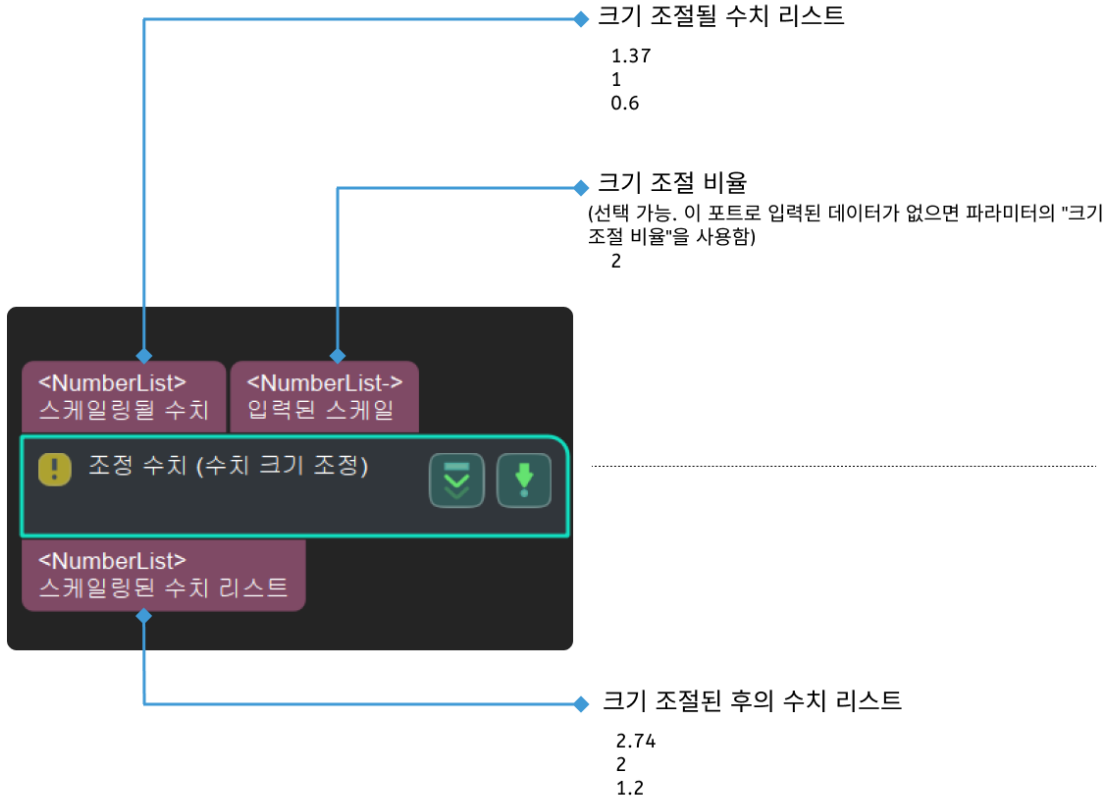 크기 조절될 수치 리스트
1.37
1
0.6
크기 조절 비율
(선택 가능. 이 포트로 입력된 데이터가 없으면 파라미터의 "크기
조절 비율"을 사용함)
2
<NumberList>
스케일링될 수치
<NumberList->
입력된 스케일
조정 수치 (수치 크기 조정)
<NumberList>
스케일링된 수치 리스트
크기 조절된 후의 수치 리스트
2.74
2
1.2